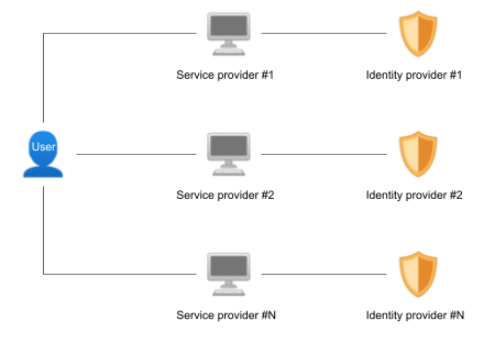 Service provider #1
Identity provider #1
User
Service provider #2
Identity provider #2
Service provider #N
Identity provider #N